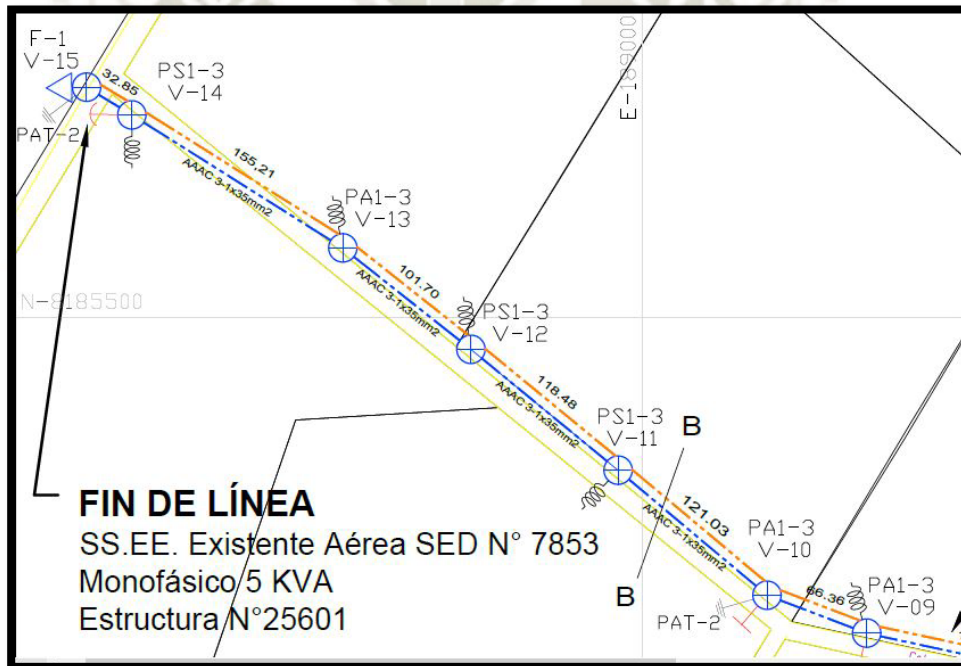 F-1
V-15
32.85
PS1-3
V-14
PAT-2
155,21
AAAC 3-1x35mm2
PA1-3
V-13
E-189000
101.70
AAAC 3-1x35mm2
N-8185500
PS1-3
V-12
118.48
AAAC 3-1x35mm2
PS1-3
V-11
B
121.03
AAAC 3-1x35mm2
PA1-3
V-10
B
66.36
PA1-3
V-09
PAT-2
FIN DE LÍNEA
SS.EE. Existente Aérea SED N° 7853
Monofásico 5 KVA
Estructura N°25601